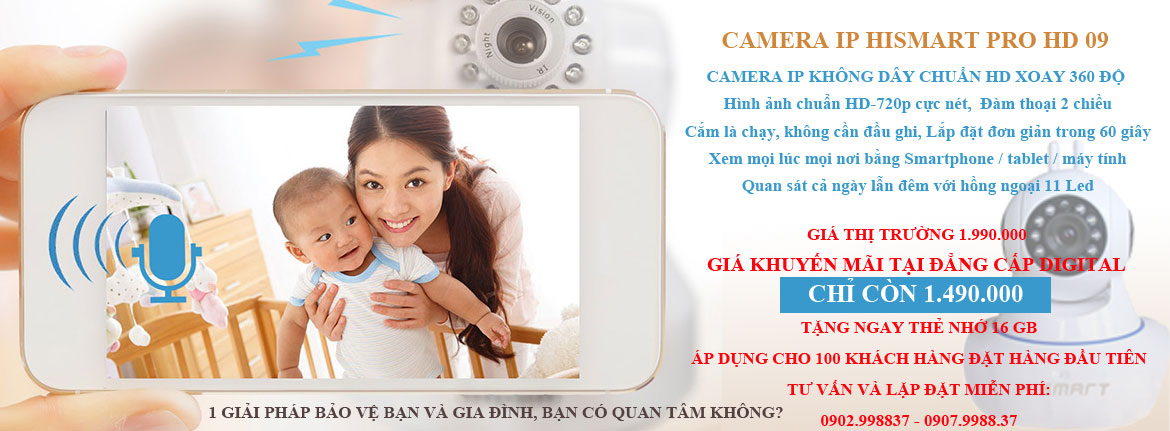 Vision
Night
IR
CAMERA IP HISMART PRO HD 09
CAMERA IP KHÔNG DÂY CHUẨN HD XOAY 360 ĐỘ
Hình ảnh chuẩn HD-720p cực nét, Đàm thoại 2 chiều
Cắm là chạy, không cần đầu ghi, Lắp đặt đơn giản trong 60 giây
Xem mọi lúc mọi nơi bằng Smartphone / tablet / máy tính
Quan sát cả ngày lẫn đêm với hồng ngoại 11 Led
GIÁ THỊ TRƯỜNG 1.990.000
GIÁ KHUYẾN MÃI TẠI ĐẲNG CẤP DIGITAL
CHỈ CÒN 1.490.000
TẶNG NGAY THẺ NHỚ 16 GB
ÁP DỤNG CHO 100 KHÁCH HÀNG ĐẶT HÀNG ĐẦU TIÊN
TƯ VẤN VÀ LẮP ĐẶT MIỄN PHÍ:
0902.998837 - 0907.9988.37
1 GIẢI PHÁP BẢO VỆ BẠN VÀ GIA ĐÌNH, BẠN CÓ QUAN TÂM KHÔNG?